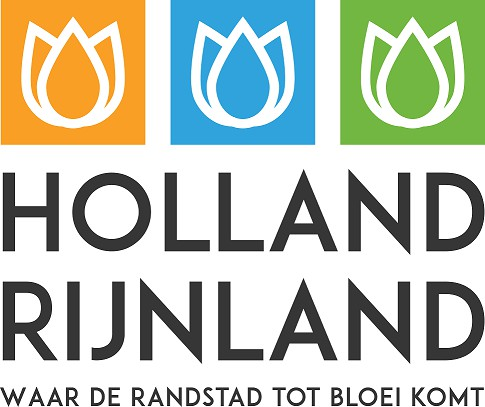 HOLLAND
RIJNLAND
WAAR DE RANDSTAD TOT BLOEI KOMT